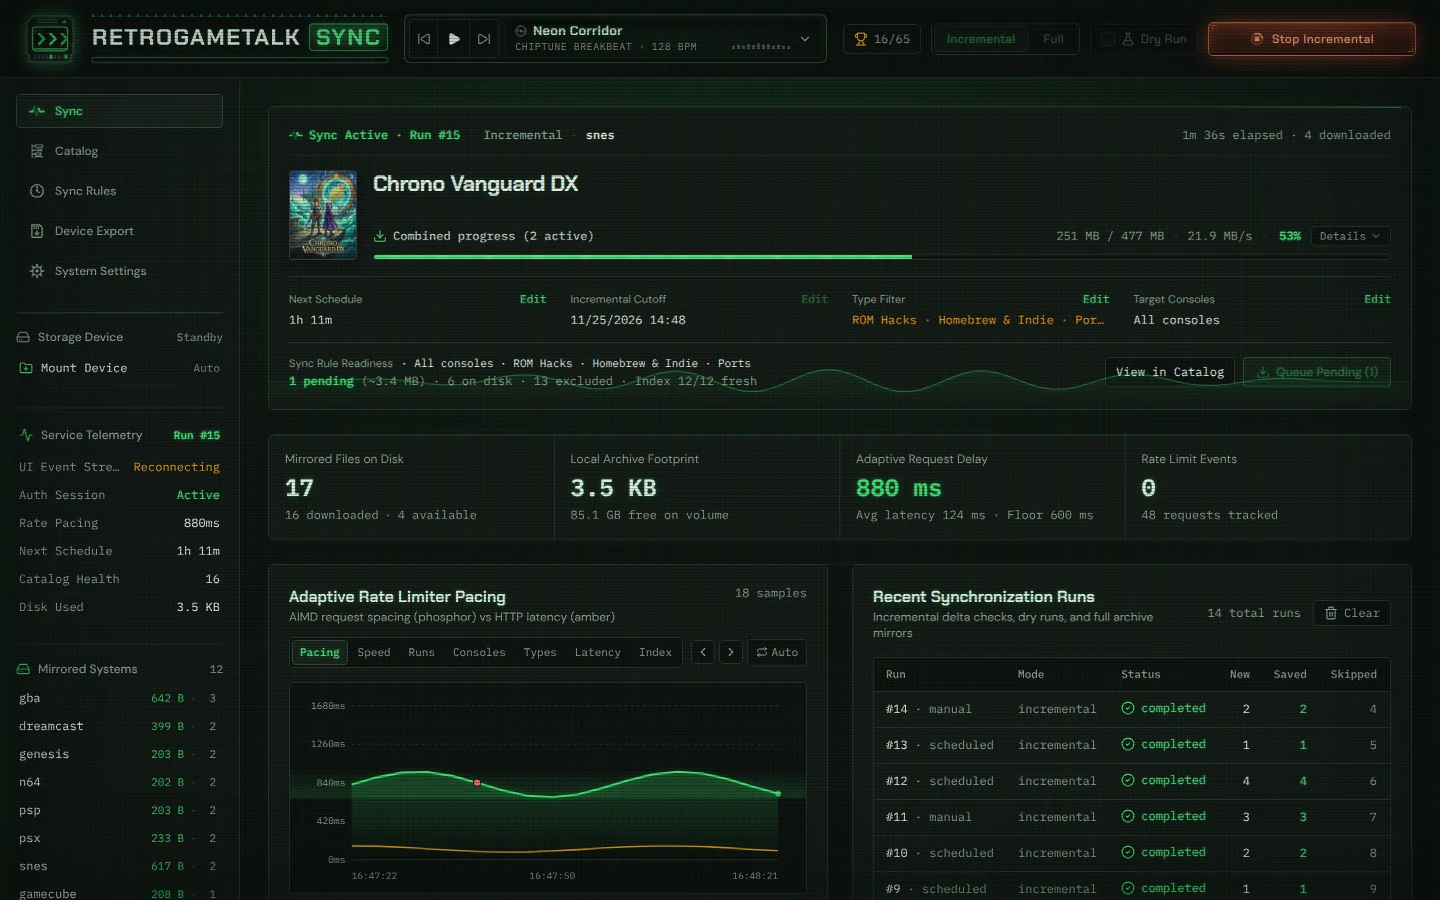 RETROGAMETALK SYNC
Neon Corridor
CHIPTUNE BREAKBEAT · 128 BPM
16/65
Incremental Full
Dry Run
Stop Incremental
Sync
Catalog
Sync Rules
Device Export
System Settings
Storage Device Standby
Mount Device Auto
Service Telemetry Run #15
UI Event Stre… Reconnecting
Auth Session Active
Rate Pacing 880ms
Next Schedule 1h 11m
Catalog Health 16
Disk Used 3.5 KB
Mirrored Systems 12
gba 642 B · 3
dreamcast 399 B · 2
genesis 203 B · 2
n64 202 B · 2
psp 203 B · 2
psx 233 B · 2
snes 617 B · 2
gamecube 208 B · 1
Sync Active · Run #15 · Incremental · snes
1m 36s elapsed · 4 downloaded
CHRONO
VANGUARD DX
Chrono Vanguard DX
Combined progress (2 active)
251 MB / 477 MB · 21.9 MB/s · 53% Details
Next Schedule Edit
1h 11m
Incremental Cutoff Edit
11/25/2026 14:48
Type Filter Edit
ROM Hacks · Homebrew & Indie · Por…
Target Consoles Edit
All consoles
Sync Rule Readiness · All consoles · ROM Hacks · Homebrew & Indie · Ports
1 pending (~3.4 MB) · 6 on disk · 13 excluded · Index 12/12 fresh
View in Catalog
Queue Pending (1)
Mirrored Files on Disk
17
16 downloaded · 4 available
Local Archive Footprint
3.5 KB
85.1 GB free on volume
Adaptive Request Delay
880 ms
Avg latency 124 ms · Floor 600 ms
Rate Limit Events
0
48 requests tracked
Adaptive Rate Limiter Pacing
18 samples
AIMD request spacing (phosphor) vs HTTP latency (amber)
Pacing Speed Runs Consoles Types Latency Index
Auto
1680ms
1260ms
840ms
420ms
0ms
16:47:22 16:47:50 16:48:21
Recent Synchronization Runs
Incremental delta checks, dry runs, and full archive
mirrors
14 total runs
Clear
Run Mode Status New Saved Skipped
#14 · manual incremental completed 2 2 4
#13 · scheduled incremental completed 1 1 5
#12 · scheduled incremental completed 4 4 6
#11 · manual incremental completed 3 3 7
#10 · scheduled incremental completed 2 2 8
#9 · scheduled incremental completed 1 1 9